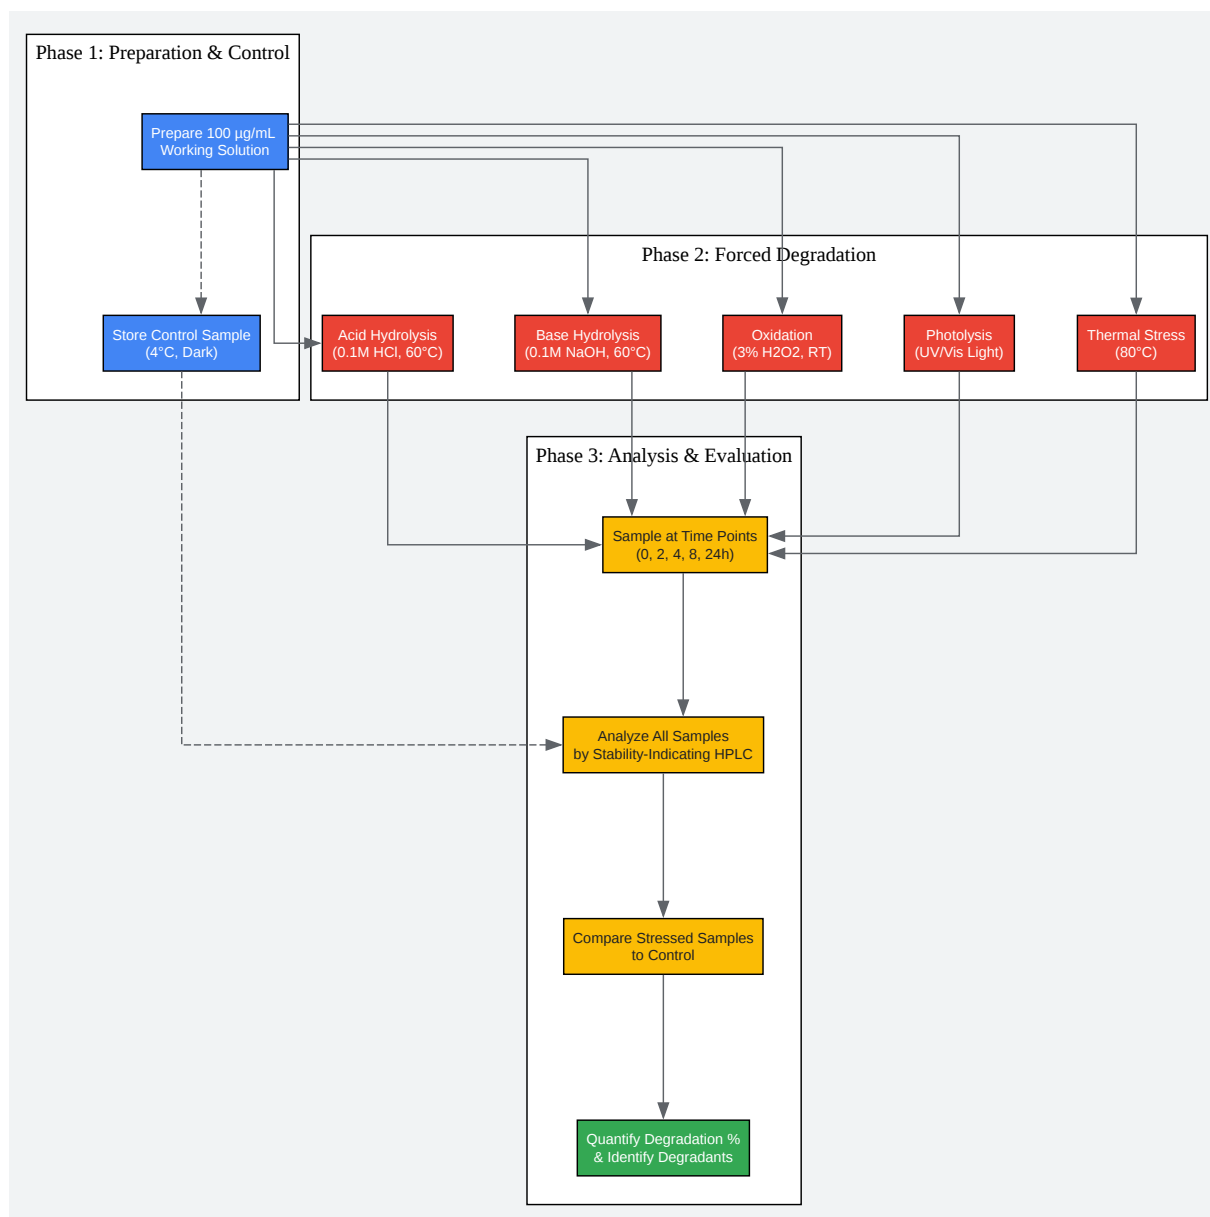 Phase 1: Preparation & Control
Prepare 100 µg/mL
Working Solution
Store Control Sample
(4°C, Dark)
Phase 2: Forced Degradation
Acid Hydrolysis
(0.1M HCl, 60°C)
Base Hydrolysis
(0.1M NaOH, 60°C)
Oxidation
(3% H2O2, RT)
Photolysis
(UV/Vis Light)
Thermal Stress
(80°C)
Phase 3: Analysis & Evaluation
Sample at Time Points
(0, 2, 4, 8, 24h)
Analyze All Samples
by Stability-Indicating HPLC
Compare Stressed Samples
to Control
Quantify Degradation %
& Identify Degradants